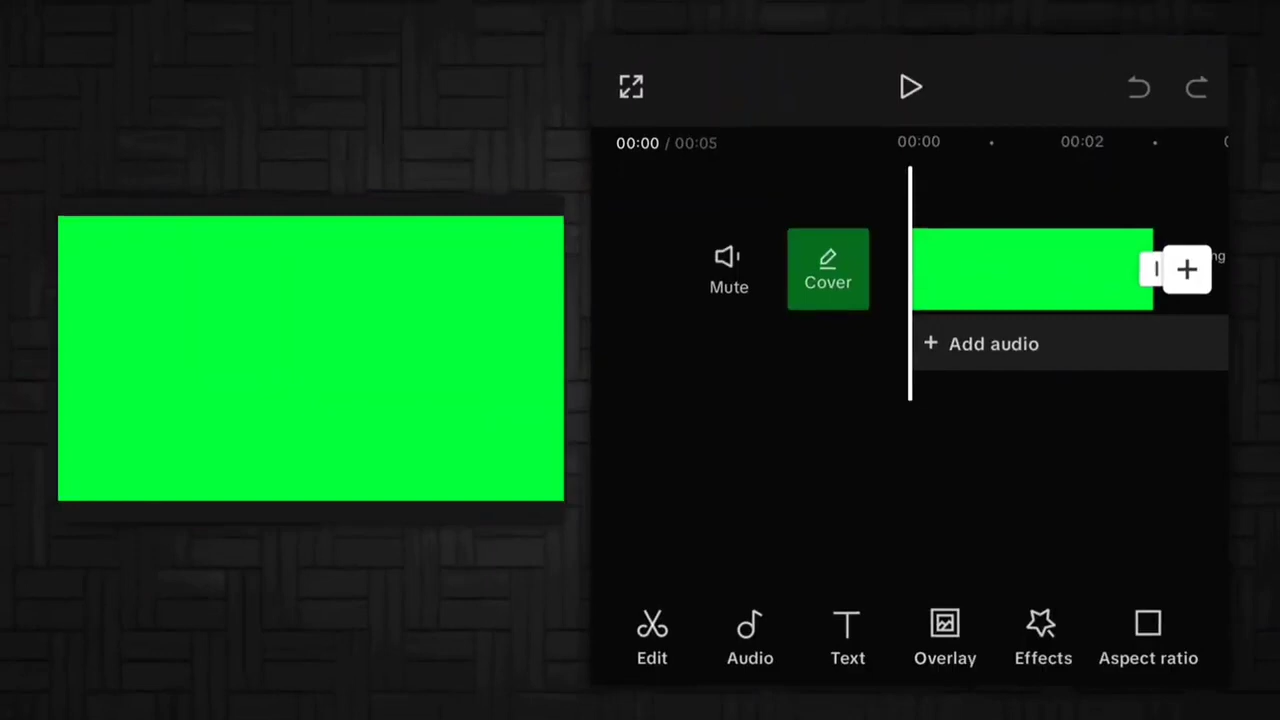 00:00 / 00:05
00:00
00:02
Mute
Cover
+ Add audio
Edit
Audio
Text
Overlay
Effects
Aspect ratio